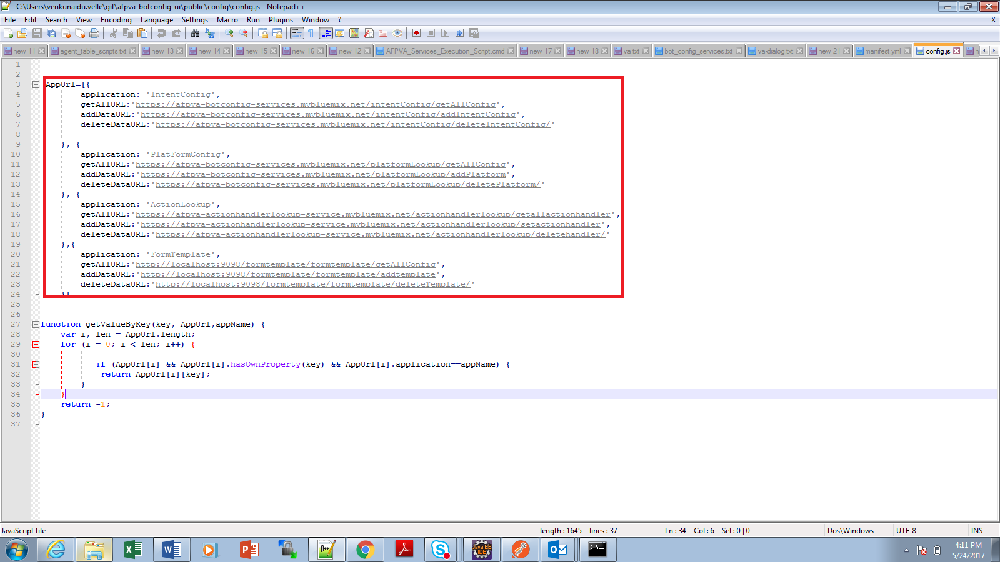 C:\Users\venkunaidu.velle\git\afpva-botconfig-ui\public\config\config.js - Notepad++
File Edit Search View Encoding Language Settings Macro Run Plugins Window ? X
new 11 agent_table_scripts.txt new 13 new 14 new 15 new 16 new 12 AFPVA_Services_Execution_Script.cmd new 17 new 18 va.txt bot_config_services.txt va-dialog.txt new 21 manifest.yml config.js
1
2
3 AppUrl=[{
4 application: 'IntentConfig',
5 getAllURL:'https://afpva-botconfig-services.mybluemix.net/intentConfig/getAllConfig',
6 addDataURL:'https://afpva-botconfig-services.mybluemix.net/intentConfig/addIntentConfig',
7 deleteDataURL:'https://afpva-botconfig-services.mybluemix.net/intentConfig/deleteIntentConfig/'
8
9 }, {
10 application: 'PlatFormConfig',
11 getAllURL:'https://afpva-botconfig-services.mybluemix.net/platformLookup/getAllConfig',
12 addDataURL:'https://afpva-botconfig-services.mybluemix.net/platformLookup/addPlatform',
13 deleteDataURL:'https://afpva-botconfig-services.mybluemix.net/platformLookup/deletePlatform/'
14 }, {
15 application: 'ActionLookup',
16 getAllURL:'https://afpva-actionhandlerlookup-service.mybluemix.net/actionhandlerlookup/getallactionhandler',
17 addDataURL:'https://afpva-actionhandlerlookup-service.mybluemix.net/actionhandlerlookup/setactionhandler',
18 deleteDataURL:'https://afpva-actionhandlerlookup-service.mybluemix.net/actionhandlerlookup/deletehandler/'
19 },{
20 application: 'FormTemplate',
21 getAllURL:'http://localhost:9098/formtemplate/formtemplate/getAllConfig',
22 addDataURL:'http://localhost:9098/formtemplate/formtemplate/addtemplate',
23 deleteDataURL:'http://localhost:9098/formtemplate/formtemplate/deleteTemplate/'
24 }]
25
26
27 function getValueByKey(key, AppUrl,appName) {
28 var i, len = AppUrl.length;
29 for (i = 0; i < len; i++) {
30
31 if (AppUrl[i] && AppUrl[i].hasOwnProperty(key) && AppUrl[i].application==appName) {
32 return AppUrl[i][key];
33 }
34 }
35 return -1;
36 }
37
JavaScript file length : 1645 lines : 37 Ln : 34 Col : 6 Sel : 0 | 0 Dos\Windows UTF-8 INS
Java EE IDE
4:11 PM
5/24/2017